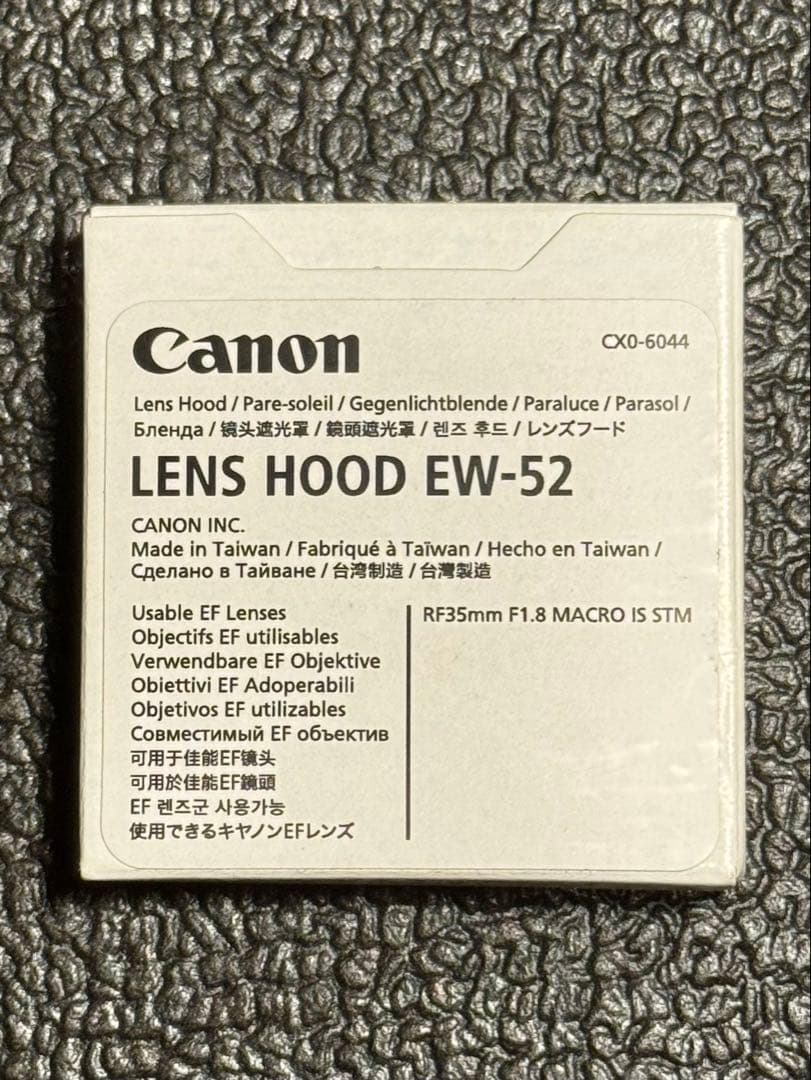 Canon
CX0-6044
Lens Hood / Pare-soleil / Gegenlichtblende / Paraluce / Parasol /
Бленда / 镜头遮光罩 / 鏡頭遮光罩 / 렌즈 후드 / レンズフード
LENS HOOD EW-52
CANON INC.
Made in Taiwan / Fabriqué à Taïwan / Hecho en Taiwan /
Сделано в Тайване / 台湾制造 / 台灣製造
Usable EF Lenses
Objectifs EF utilisables
Verwendbare EF Objektive
Obiettivi EF Adoperabili
Objetivos EF utilizables
Совместимый EF объектив
可用于佳能EF镜头
可用於佳能EF鏡頭
EF 렌즈군 사용가능
使用できるキヤノンEFレンズ
RF35mm F1.8 MACRO IS STM